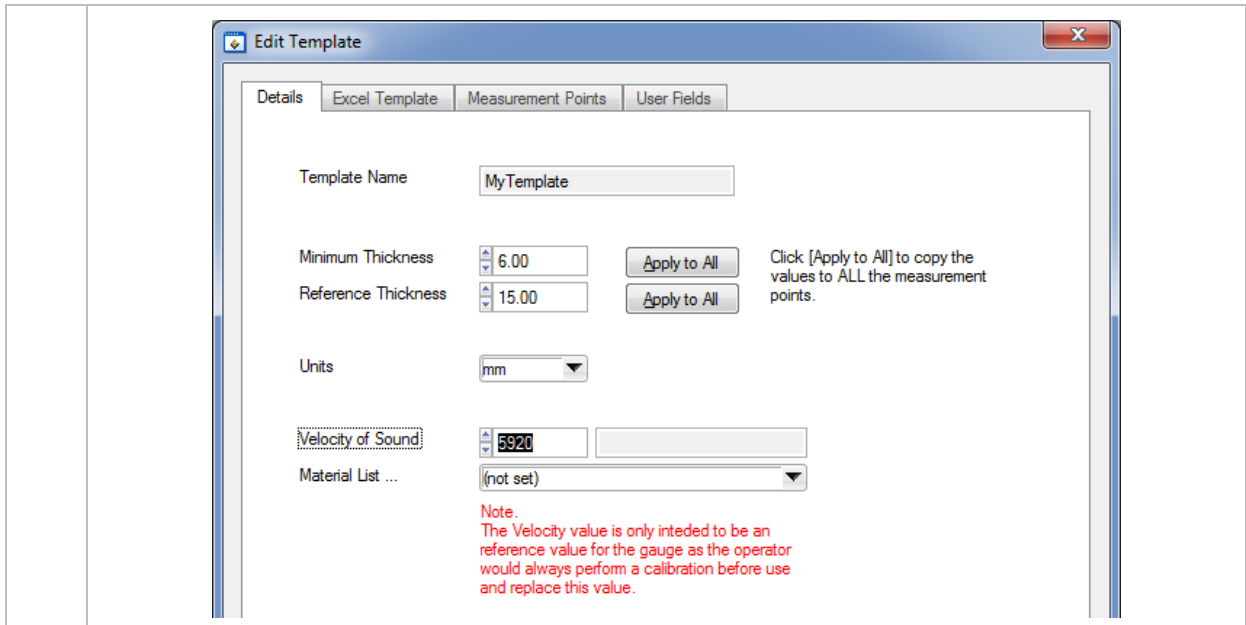 Edit Template
Details Excel Template Measurement Points User Fields
Template Name MyTemplate
Minimum Thickness 6.00 Apply to All Click [Apply to All] to copy the
values to ALL the measurement
Reference Thickness 15.00 Apply to All points.
Units mm
Velocity of Sound 5920
Material List ... (not set)
Note.
The Velocity value is only inteded to be an
reference value for the gauge as the operator
would always perform a calibration before use
and replace this value.